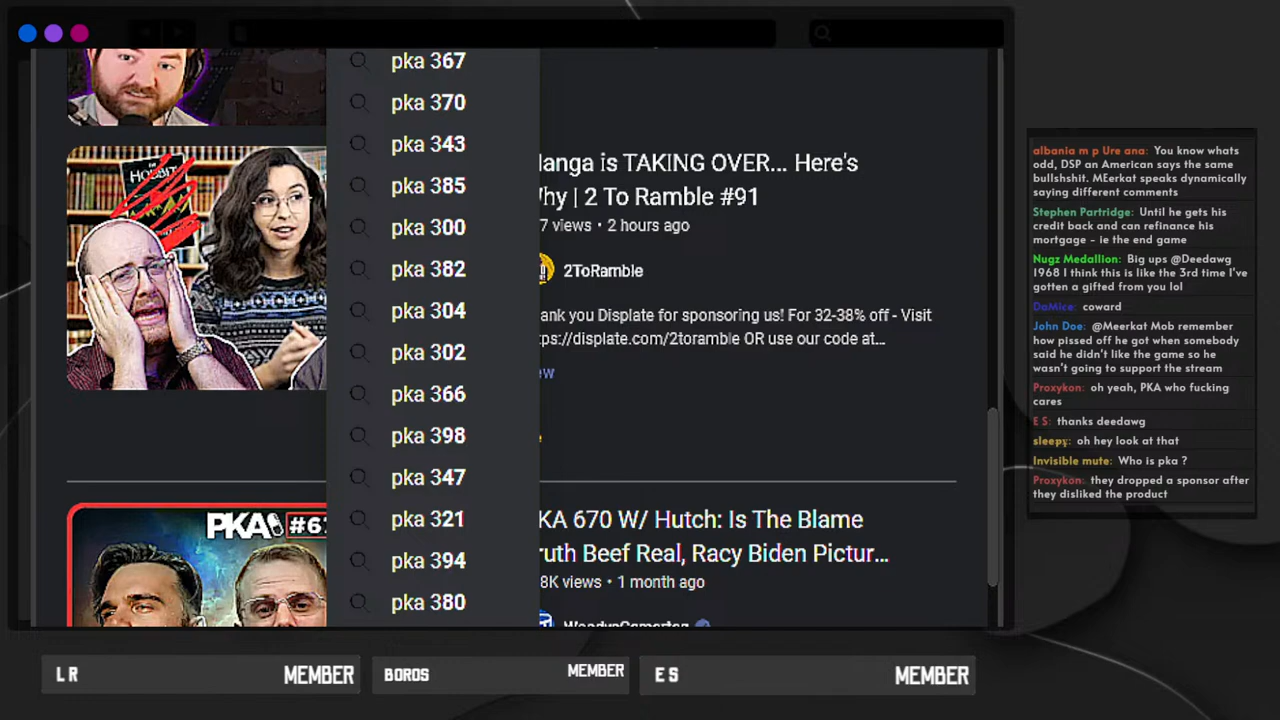 pka 367
pka 370
pka 343
pka 385
pka 300
pka 382
pka 304
pka 302
pka 366
pka 398
pka 347
pka 321
pka 394
pka 380
THE
HOBBIT
anga is TAKING OVER... Here's
hy | 2 To Ramble #91
7 views • 2 hours ago
2ToRamble
ank you Displate for sponsoring us! For 32-38% off - Visit
ps://displate.com/2toramble OR use our code at...
ew
PKA #67
KA 670 W/ Hutch: Is The Blame
ruth Beef Real, Racy Biden Pictur...
8K views • 1 month ago
albania m p Ure ana: You know whats
odd, DSP an American says the same
bullshshit. MEerkat speaks dynamically
saying different comments
Stephen Partridge: Until he gets his
credit back and can refinance his
mortgage - ie the end game
Nugz Medallion: Big ups @Deedawg
1968 I think this is like the 3rd time I've
gotten a gifted from you lol
DaMice: coward
John Doe: @Meerkat Mob remember
how pissed off he got when somebody
said he didn't like the game so he
wasn't going to support the stream
Proxykon: oh yeah, PKA who fucking
cares
E S: thanks deedawg
sleepy: oh hey look at that
Invisible mute: Who is pka ?
Proxykon: they dropped a sponsor after
they disliked the product
L R MEMBER
BOROS MEMBER
E S MEMBER